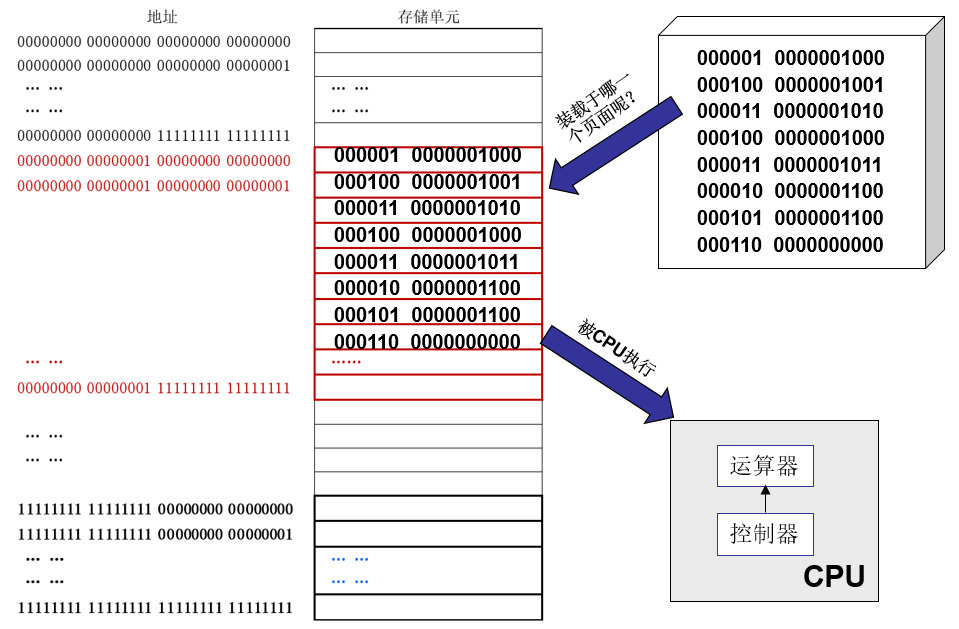 地址 存储单元
00000000 00000000 00000000 00000000
00000000 00000000 00000000 00000001
... ... ... ...
... ... ... ...
00000000 00000000 11111111 11111111
00000000 00000001 00000000 00000000 000001 0000001000
00000000 00000001 00000000 00000001 000100 0000001001
000011 0000001010
000100 0000001000
000011 0000001011
000010 0000001100
000101 0000001100
000110 0000000000
... ... ......
00000000 00000001 11111111 11111111
... ...
... ...
11111111 11111111 00000000 00000000
11111111 11111111 00000000 00000001
... ... ... ...
... ... ... ...
11111111 11111111 11111111 11111111
装载于哪一
个页面呢?
000001 0000001000
000100 0000001001
000011 0000001010
000100 0000001000
000011 0000001011
000010 0000001100
000101 0000001100
000110 0000000000
被CPU执行
运算器
控制器
CPU